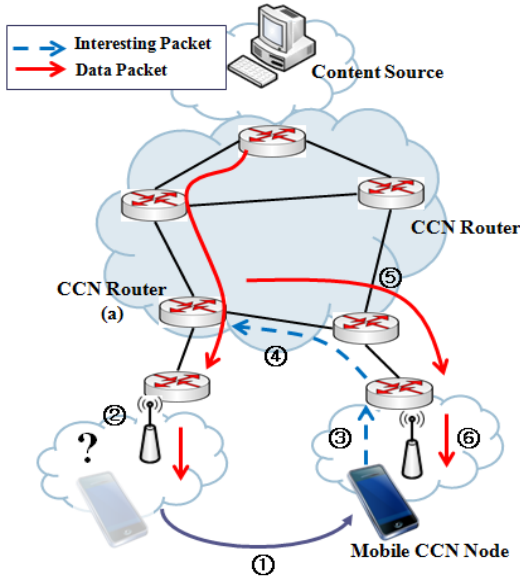 Interesting Packet
Data Packet
Content Source
CCN Router
⑤
CCN Router
(a)
④
②
?
③
⑥
①
Mobile CCN Node